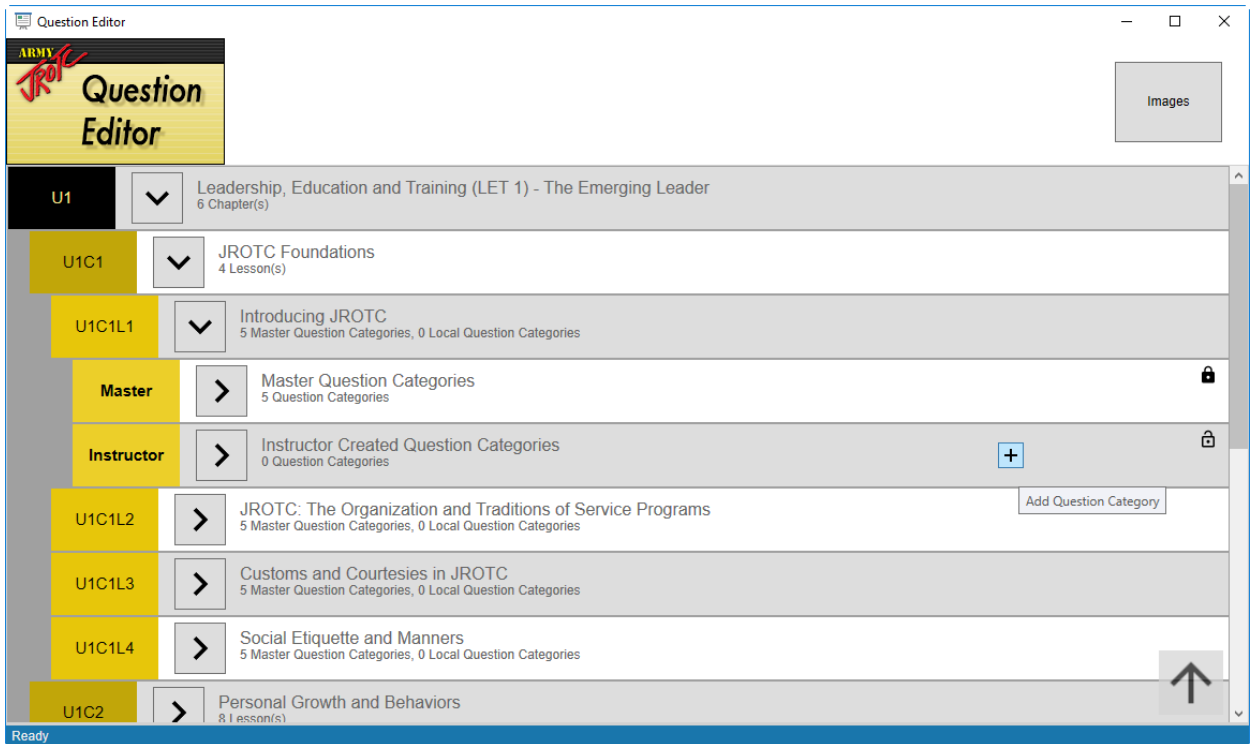 Question Editor
ARMY
JROTC
Question
Editor
Images
U1
Leadership, Education and Training (LET 1) - The Emerging Leader
6 Chapter(s)
U1C1
JROTC Foundations
4 Lesson(s)
U1C1L1
Introducing JROTC
5 Master Question Categories, 0 Local Question Categories
Master
Master Question Categories
5 Question Categories
Instructor
Instructor Created Question Categories
0 Question Categories
Add Question Category
U1C1L2
JROTC: The Organization and Traditions of Service Programs
5 Master Question Categories, 0 Local Question Categories
U1C1L3
Customs and Courtesies in JROTC
5 Master Question Categories, 0 Local Question Categories
U1C1L4
Social Etiquette and Manners
5 Master Question Categories, 0 Local Question Categories
U1C2
Personal Growth and Behaviors
8 Lesson(s)
Ready